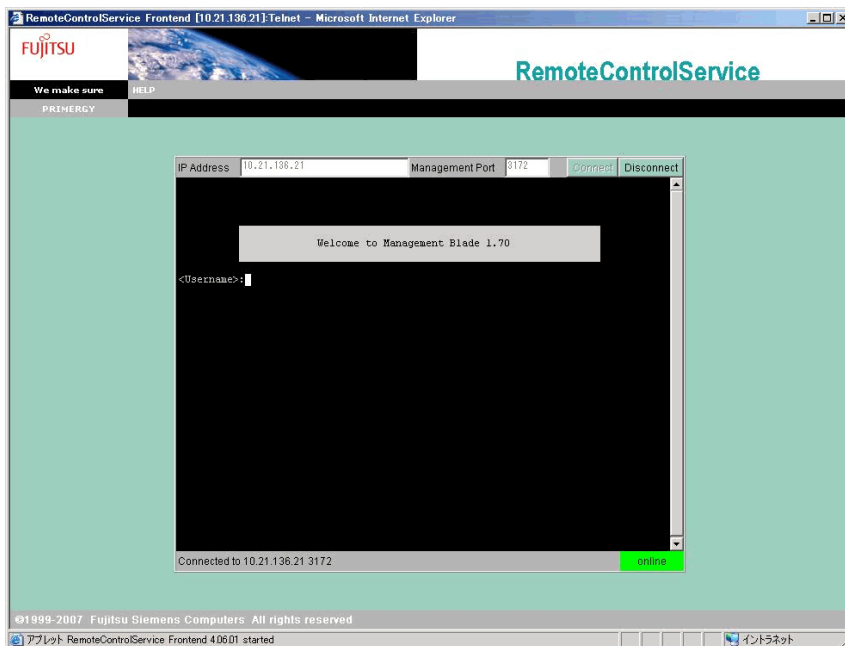 RemoteControlService Frontend [10.21.136.21]:Telnet - Microsoft Internet Explorer
FUJITSU
RemoteControlService
We make sure
HELP
PRIMERGY
IP Address 10.21.136.21 Management Port 3172 Connect Disconnect
Welcome to Management Blade 1.70
<Username>:
Connected to 10.21.136.21 3172 online
©1999-2007 Fujitsu Siemens Computers All rights reserved
アプレット RemoteControlService Frontend 4.06.01 started イントラネット